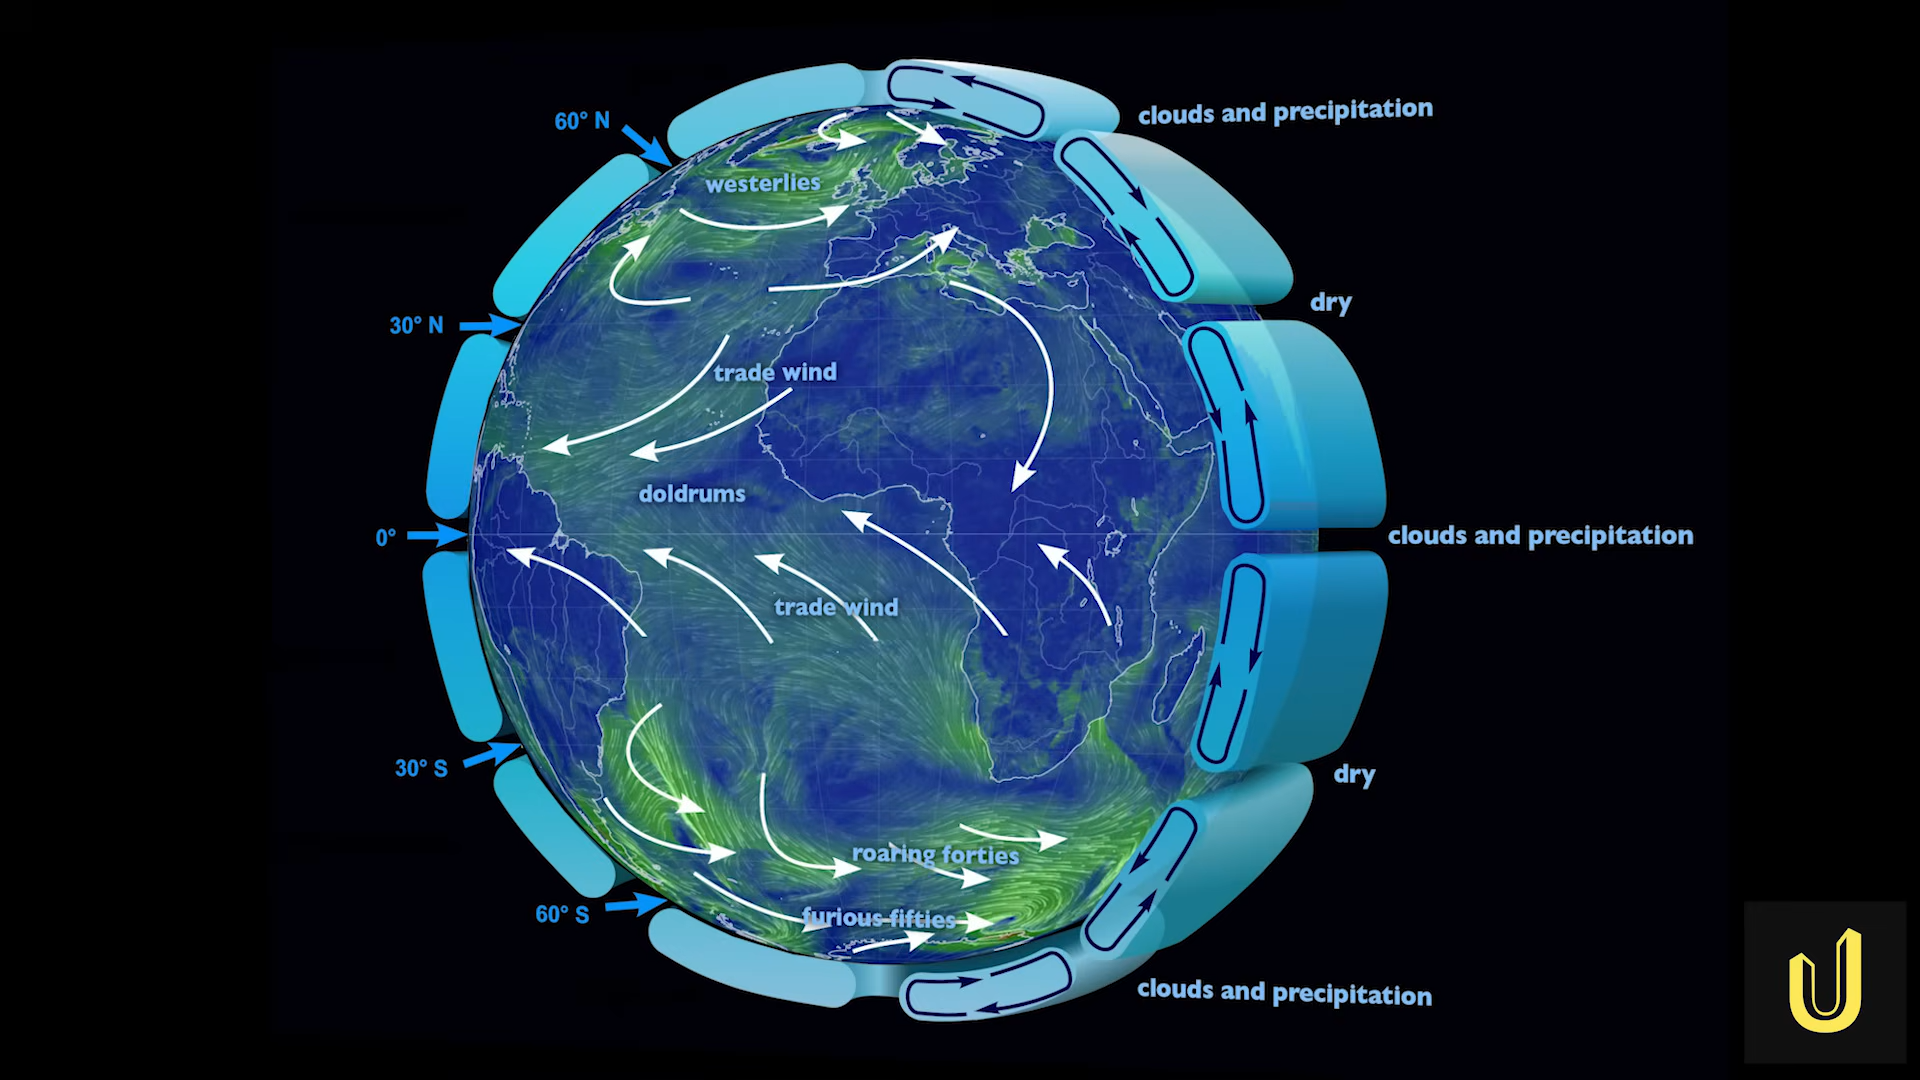 clouds and precipitation
60° N
westerlies
dry
30° N
trade wind
doldrums
0°
clouds and precipitation
trade wind
30° S
dry
roaring forties
60° S
furious fifties
clouds and precipitation
U